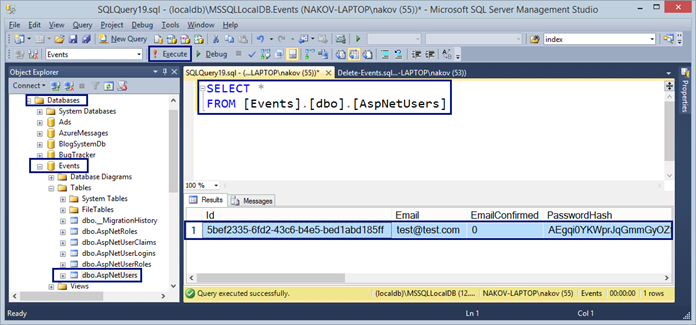 SQLQuery19.sql - (localdb)\MSSQLLocalDB.Events (NAKOV-LAPTOP\nakov (55))* - Microsoft SQL Server Management Studio
File Edit View Query Project Debug Tools Window Help
New Query
index
Events
Execute
Debug
Object Explorer
Connect
Databases
System Databases
Ads
AzureMessages
BlogSystemDb
BugTracker
Events
Database Diagrams
Tables
System Tables
FileTables
dbo.__MigrationHistory
dbo.AspNetRoles
dbo.AspNetUserClaims
dbo.AspNetUserLogins
dbo.AspNetUserRoles
dbo.AspNetUsers
Views
SQLQuery19.sql - (...LAPTOP\nakov (55))*
Delete-Events.sql...-LAPTOP\nakov (53))
SELECT *
FROM [Events].[dbo].[AspNetUsers]
100 %
Results Messages
Id Email EmailConfirmed PasswordHash
1 5bef2335-6fd2-43c6-b4e5-bed1abd185ff test@test.com 0 AEgqi0YKWprJqGmmGyOZ
Query executed successfully.
(localdb)\MSSQLLocalDB (12....
NAKOV-LAPTOP\nakov (55)
Events
00:00:00
1 rows
Properties
Ready
Ln 1
Col 1